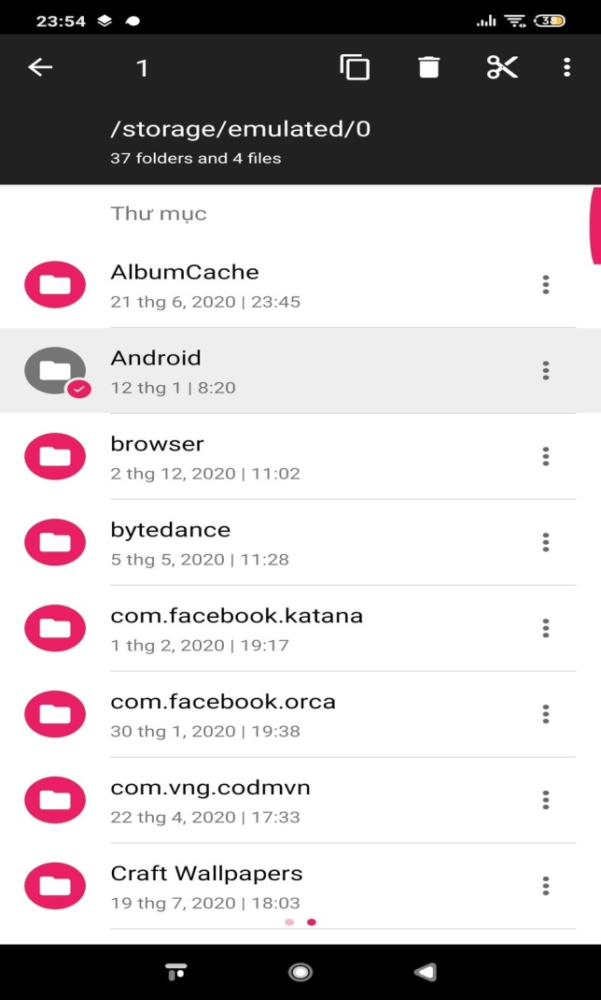 23:54
38
1
/storage/emulated/0
37 folders and 4 files
Thư mục
AlbumCache
21 thg 6, 2020 | 23:45
Android
12 thg 1 | 8:20
browser
2 thg 12, 2020 | 11:02
bytedance
5 thg 5, 2020 | 11:28
com.facebook.katana
1 thg 2, 2020 | 19:17
com.facebook.orca
30 thg 1, 2020 | 19:38
com.vng.codmvn
22 thg 4, 2020 | 17:33
Craft Wallpapers
19 thg 7, 2020 | 18:03